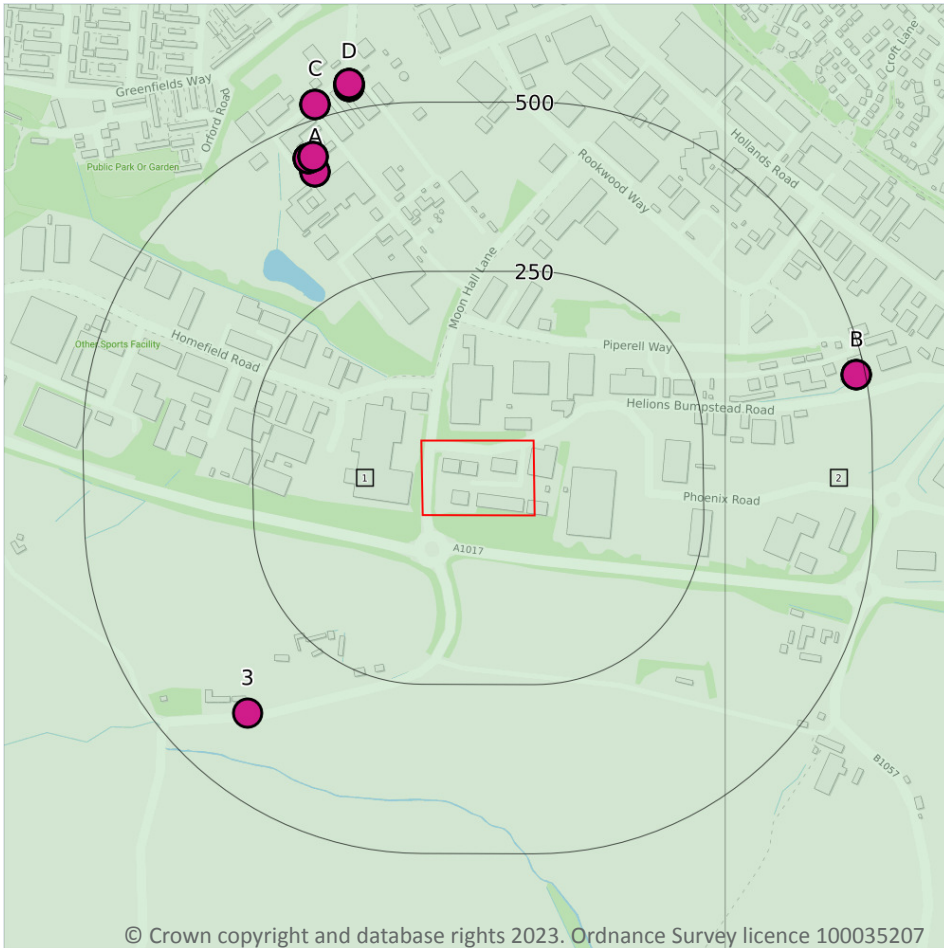 D
C
Greenfields Way
Croft Lane
500
Orford Road
A
Hollands Road
Public Park Or Garden
Rookwood Way
250
Moon Hall Lane
Other Sports Facility
Homefield Road
Piperell Way
B
Helions Bumpstead Road
1
2
Phoenix Road
A1017
3
B1057
© Crown copyright and database rights 2023. Ordnance Survey licence 100035207